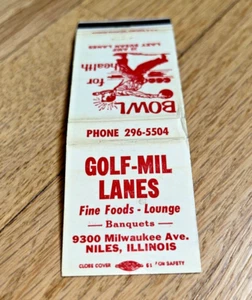 BOWL
for
health
PHONE 296-5504
GOLF-MIL
LANES
Fine Foods - Lounge
Banquets
9300 Milwaukee Ave.
NILES, ILLINOIS
CLOSE COVER FOR SAFETY